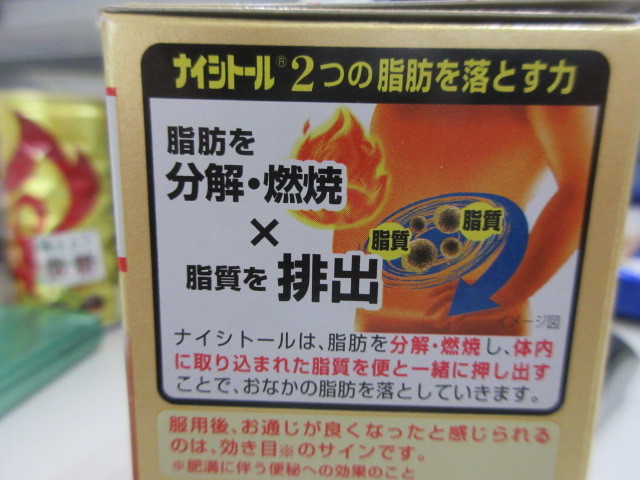 ナイシトール® 2つの脂肪を落とす力
脂肪を
分解・燃焼
×
脂質を 排出
脂質
脂質
イメージ図
ナイシトールは、脂肪を分解・燃焼し、体内
に取り込まれた脂質を便と一緒に押し出す
ことで、おなかの脂肪を落としていきます。
服用後、お通じが良くなったと感じられる
のは、効き目※のサインです。
※肥満に伴う便秘への効果のこと